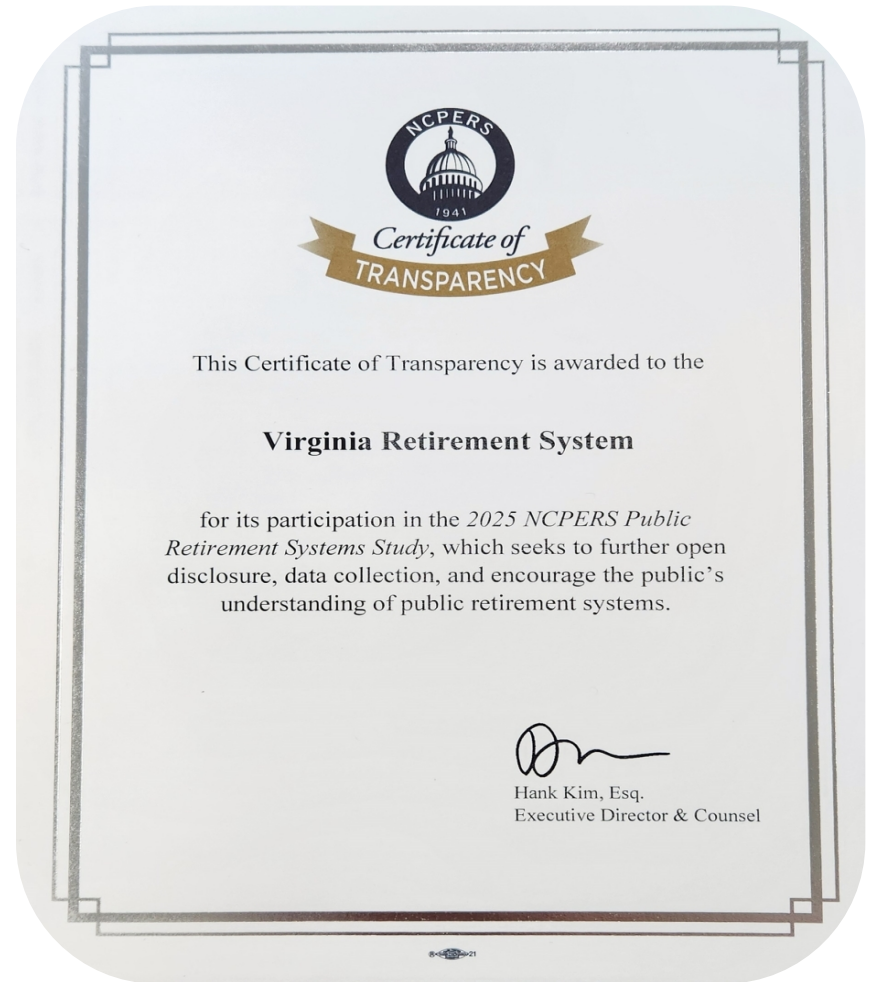 NCPERS
1941
Certificate of
TRANSPARENCY
This Certificate of Transparency is awarded to the
Virginia Retirement System
for its participation in the 2025 NCPERS Public
Retirement Systems Study, which seeks to further open
disclosure, data collection, and encourage the public's
understanding of public retirement systems.
Hank Kim, Esq.
Executive Director & Counsel
21